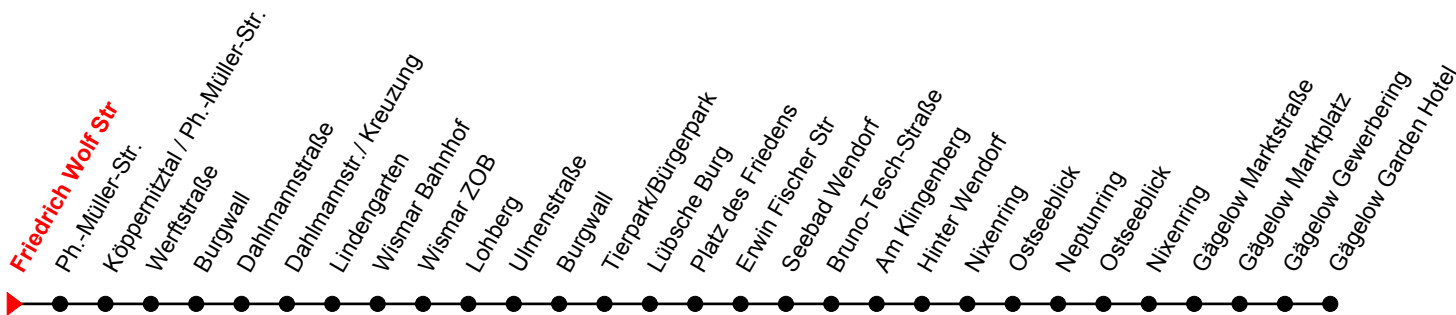 Friedrich Wolf Str
Ph.-Müller-Str.
Köppernitztal / Ph.-Müller-Str.
Werftstraße
Burgwall
Dahlmannstraße
Dahlmannstr./ Kreuzung
Lindengarten
Wismar Bahnhof
Wismar ZOB
Lohberg
Ulmenstraße
Burgwall
Tierpark/Bürgerpark
Lübsche Burg
Platz des Friedens
Erwin Fischer Str
Seebad Wendorf
Bruno-Tesch-Straße
Am Klingenberg
Hinter Wendorf
Nixenring
Ostseeblick
Neptunring
Ostseeblick
Nixenring
Gägelow Marktstraße
Gägelow Marktplatz
Gägelow Gewerbering
Gägelow Garden Hotel